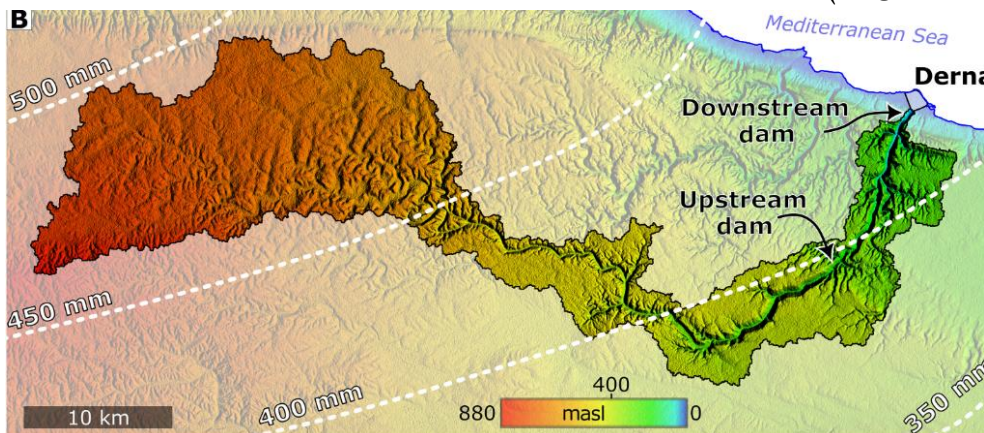 B
Mediterranean Sea
500 mm
Derna
Downstream
dam
Upstream
dam
450 mm
400 mm
350 mm
10 km
400
880 masl 0